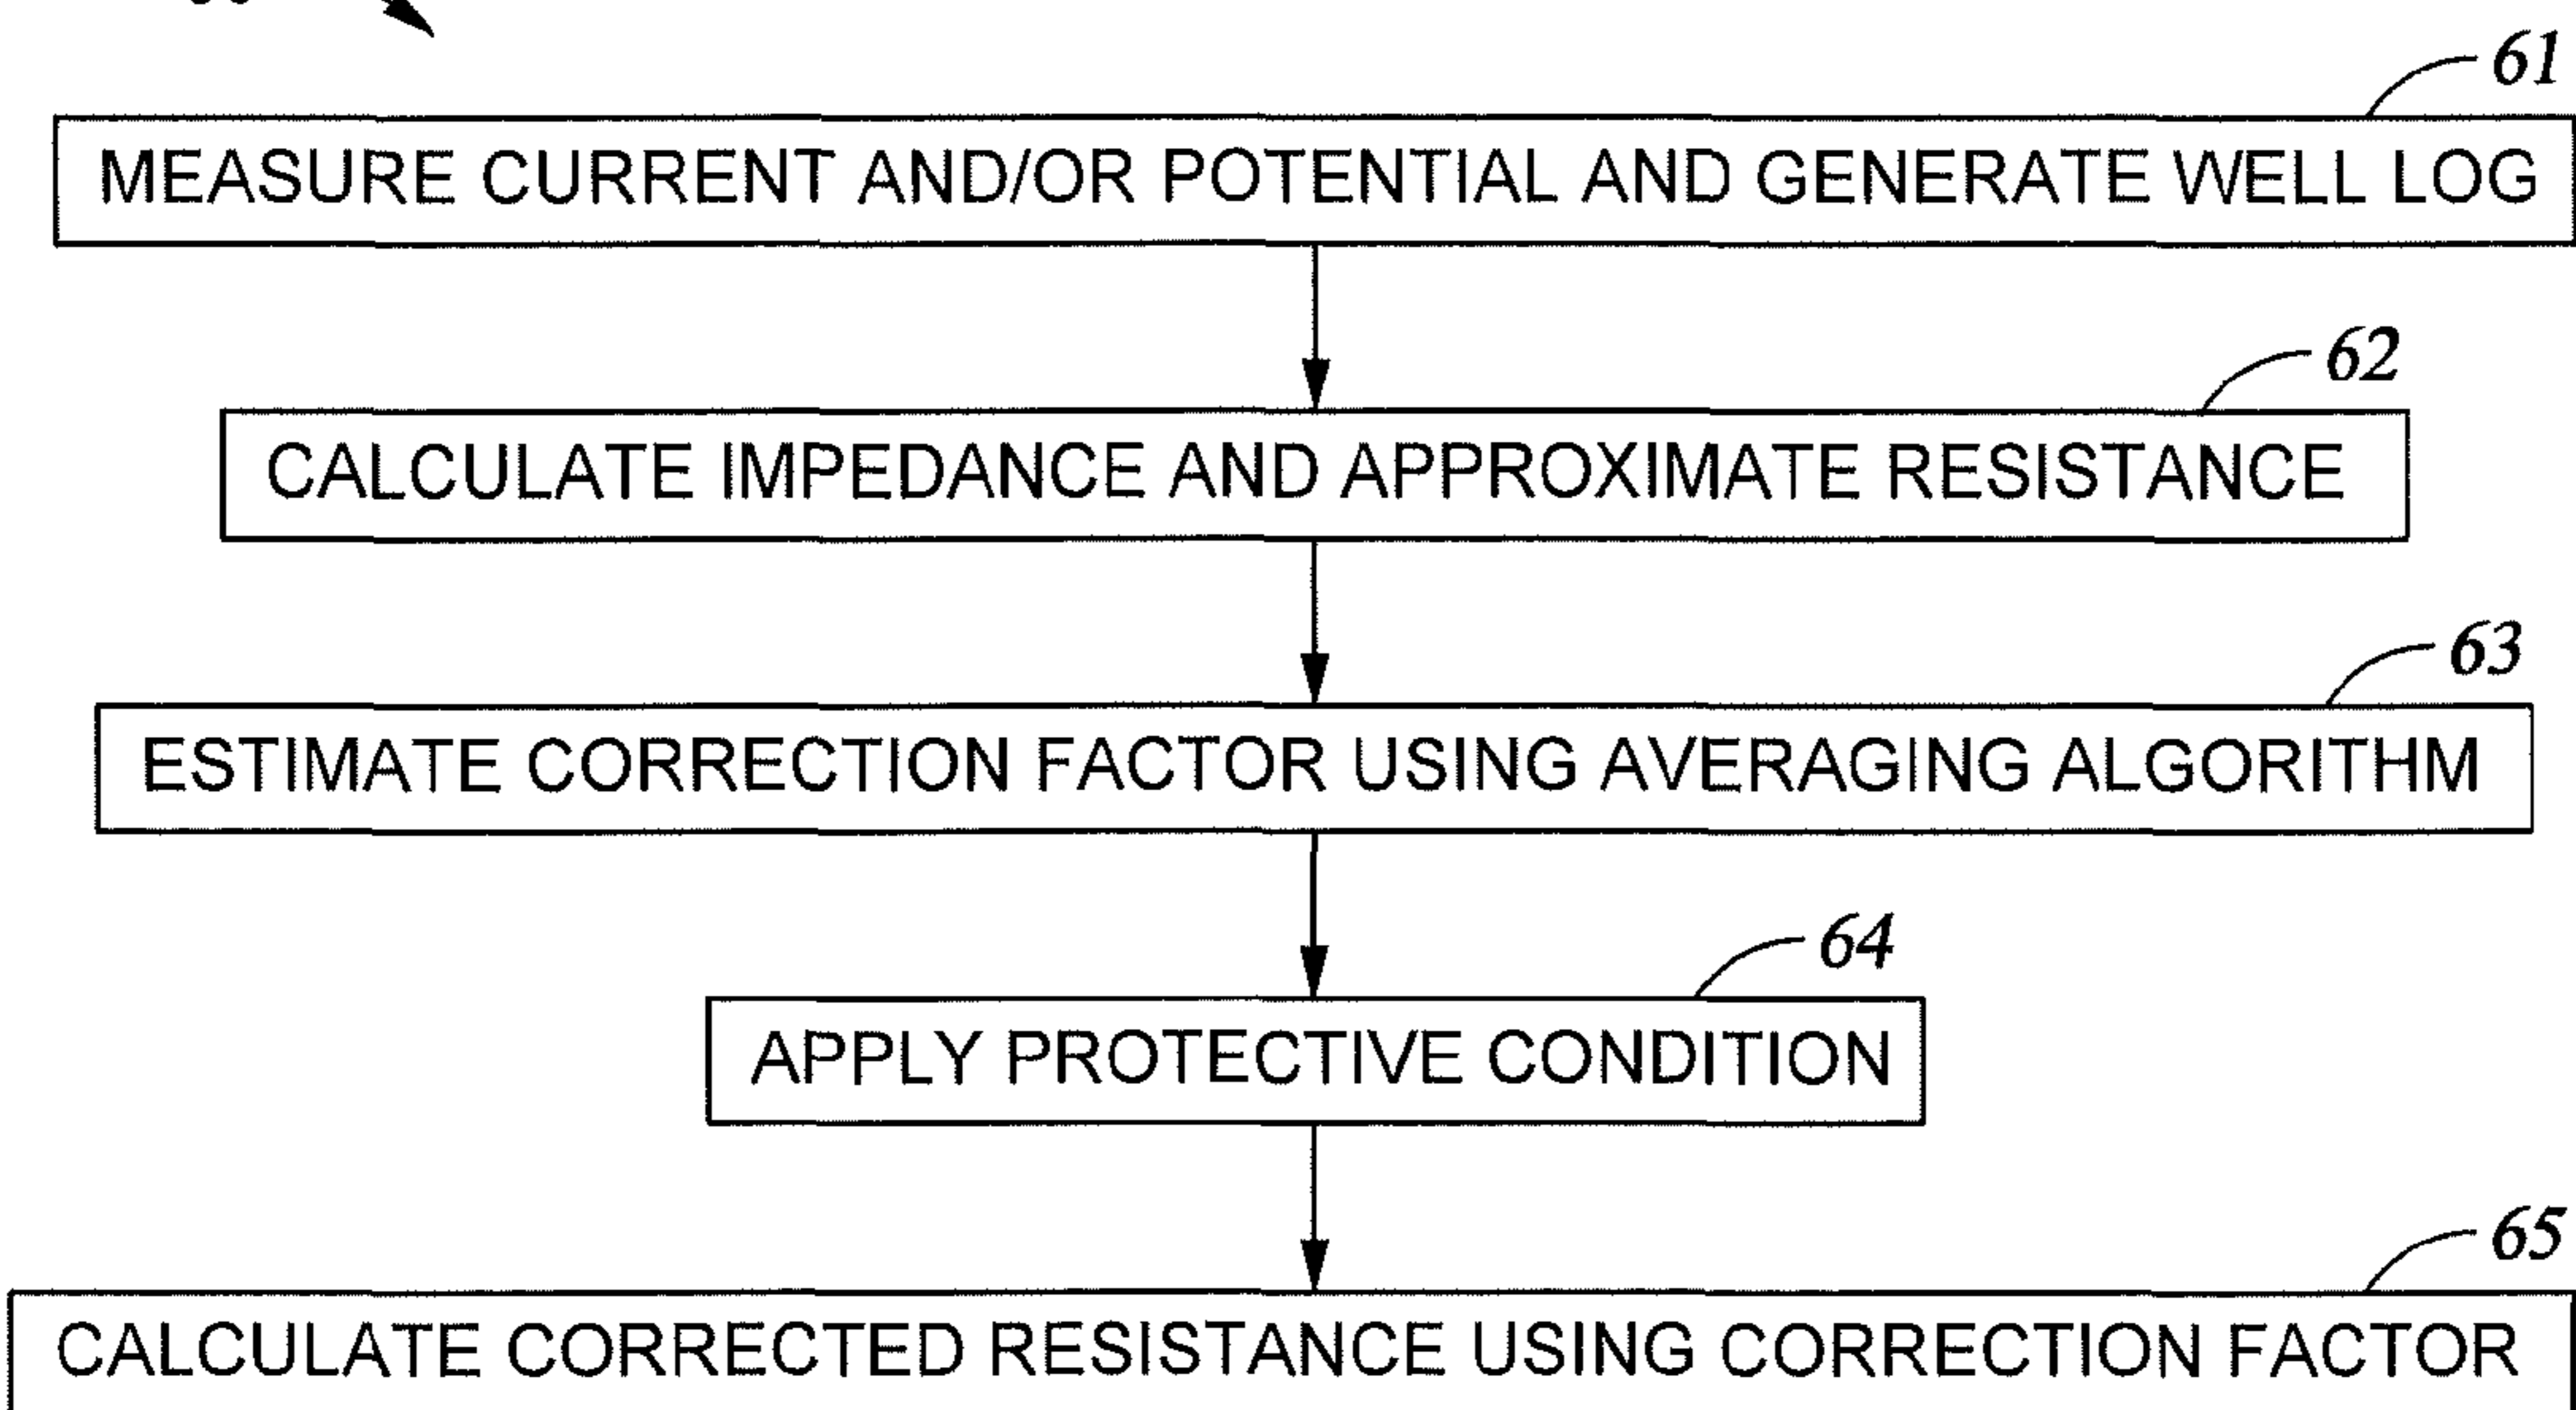 61
MEASURE CURRENT AND/OR POTENTIAL AND GENERATE WELL LOG
62
CALCULATE IMPEDANCE AND APPROXIMATE RESISTANCE
63
ESTIMATE CORRECTION FACTOR USING AVERAGING ALGORITHM
64
APPLY PROTECTIVE CONDITION
65
CALCULATE CORRECTED RESISTANCE USING CORRECTION FACTOR